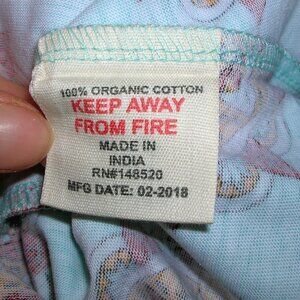 100% ORGANIC COTTON
KEEP AWAY
FROM FIRE
MADE IN
INDIA
RN#148520
MFG DATE: 02-2018